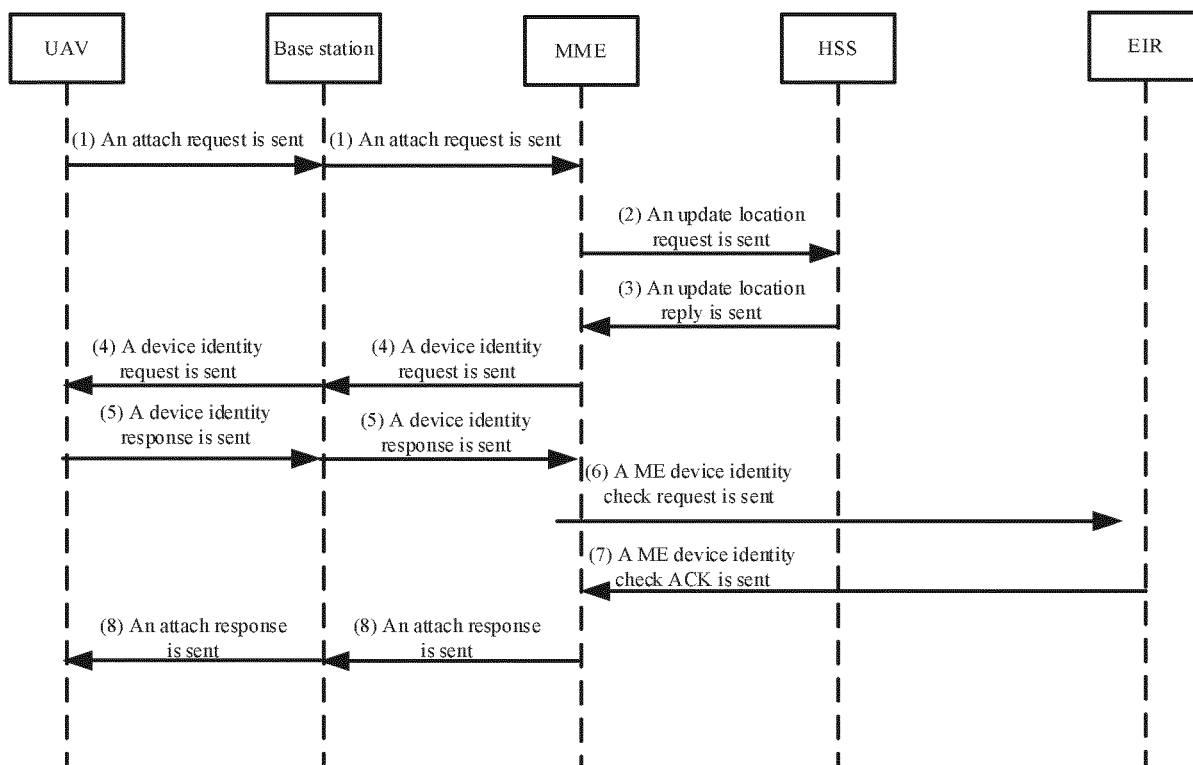 UAV
Base station
MME
HSS
EIR
(1) An attach request is sent
(1) An attach request is sent
(2) An update location
request is sent
(3) An update location
reply is sent
(4) A device identity
request is sent
(4) A device identity
request is sent
(5) A device identity
response is sent
(5) A device identity
response is sent
(6) A ME device identity
check request is sent
(7) A ME device identity
check ACK is sent
(8) An attach response
is sent
(8) An attach response
is sent